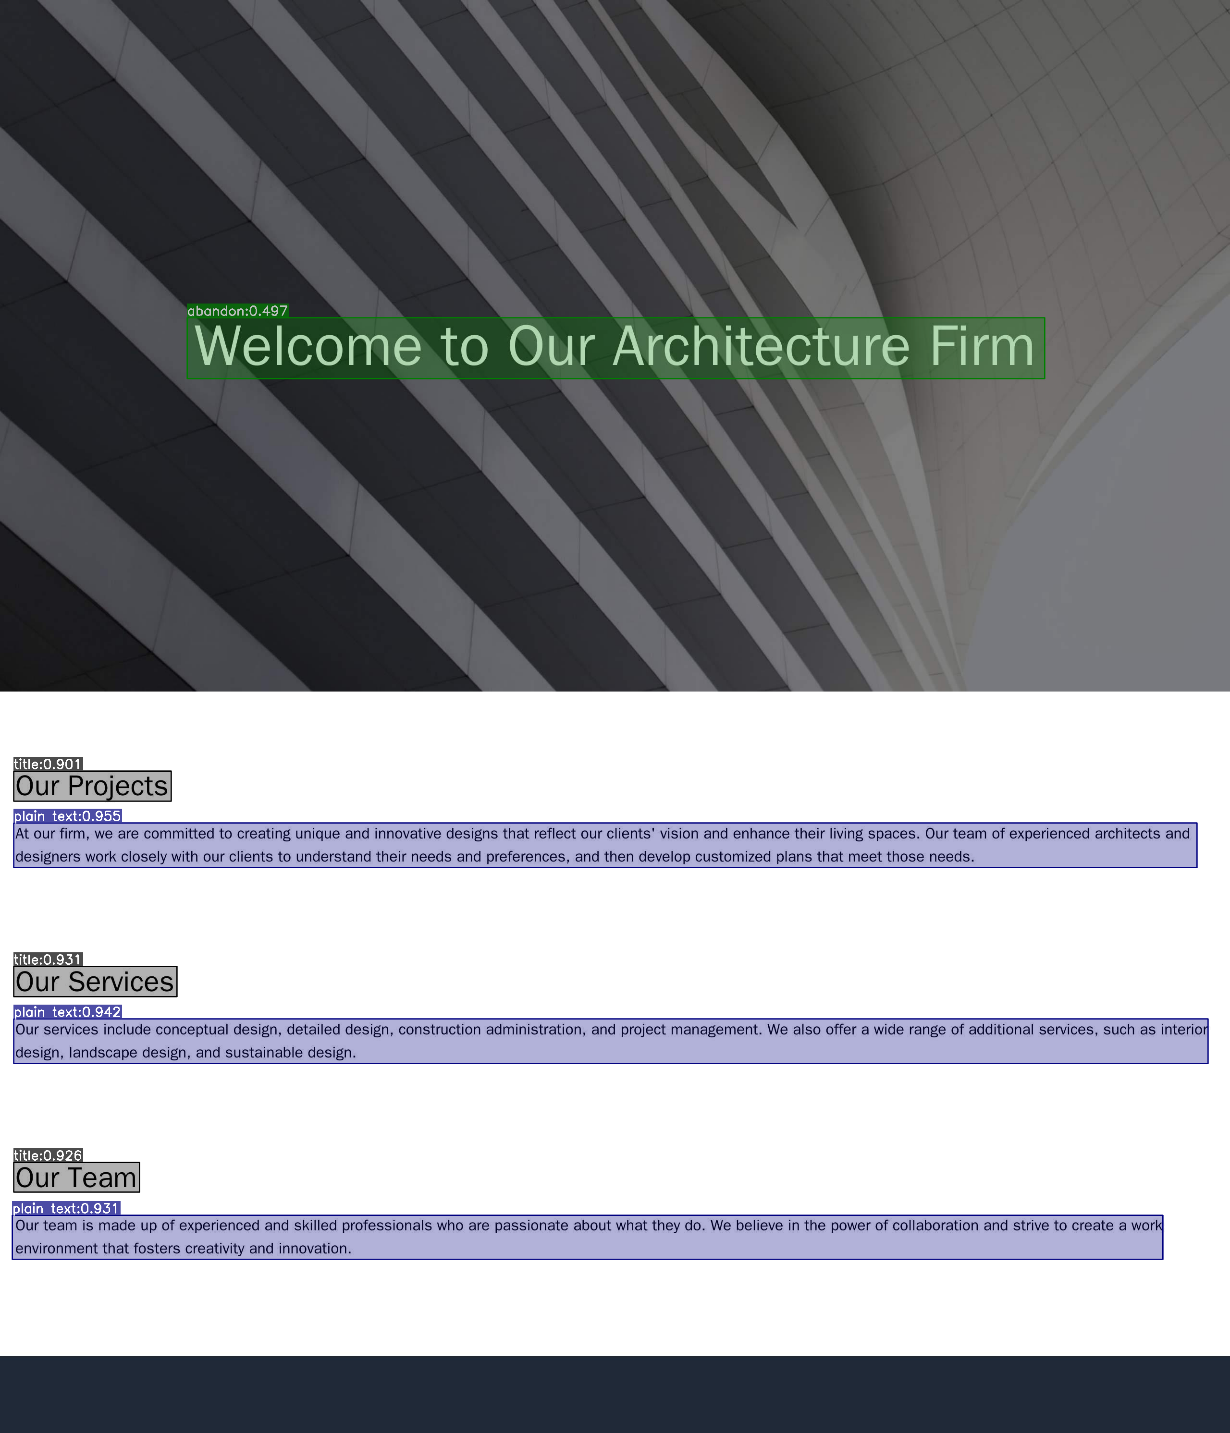 abandon:0.497
Welcome to Our Architecture Firm
title:0.901
Our Projects
plain text:0.955
At our firm, we are committed to creating unique and innovative designs that reflect our clients' vision and enhance their living spaces. Our team of experienced architects and
designers work closely with our clients to understand their needs and preferences, and then develop customized plans that meet those needs.
title:0.931
Our Services
plain text:0.942
Our services include conceptual design, detailed design, construction administration, and project management. We also offer a wide range of additional services, such as interior
design, landscape design, and sustainable design.
title:0.926
Our Team
plain text:0.931
Our team is made up of experienced and skilled professionals who are passionate about what they do. We believe in the power of collaboration and strive to create a work
environment that fosters creativity and innovation.